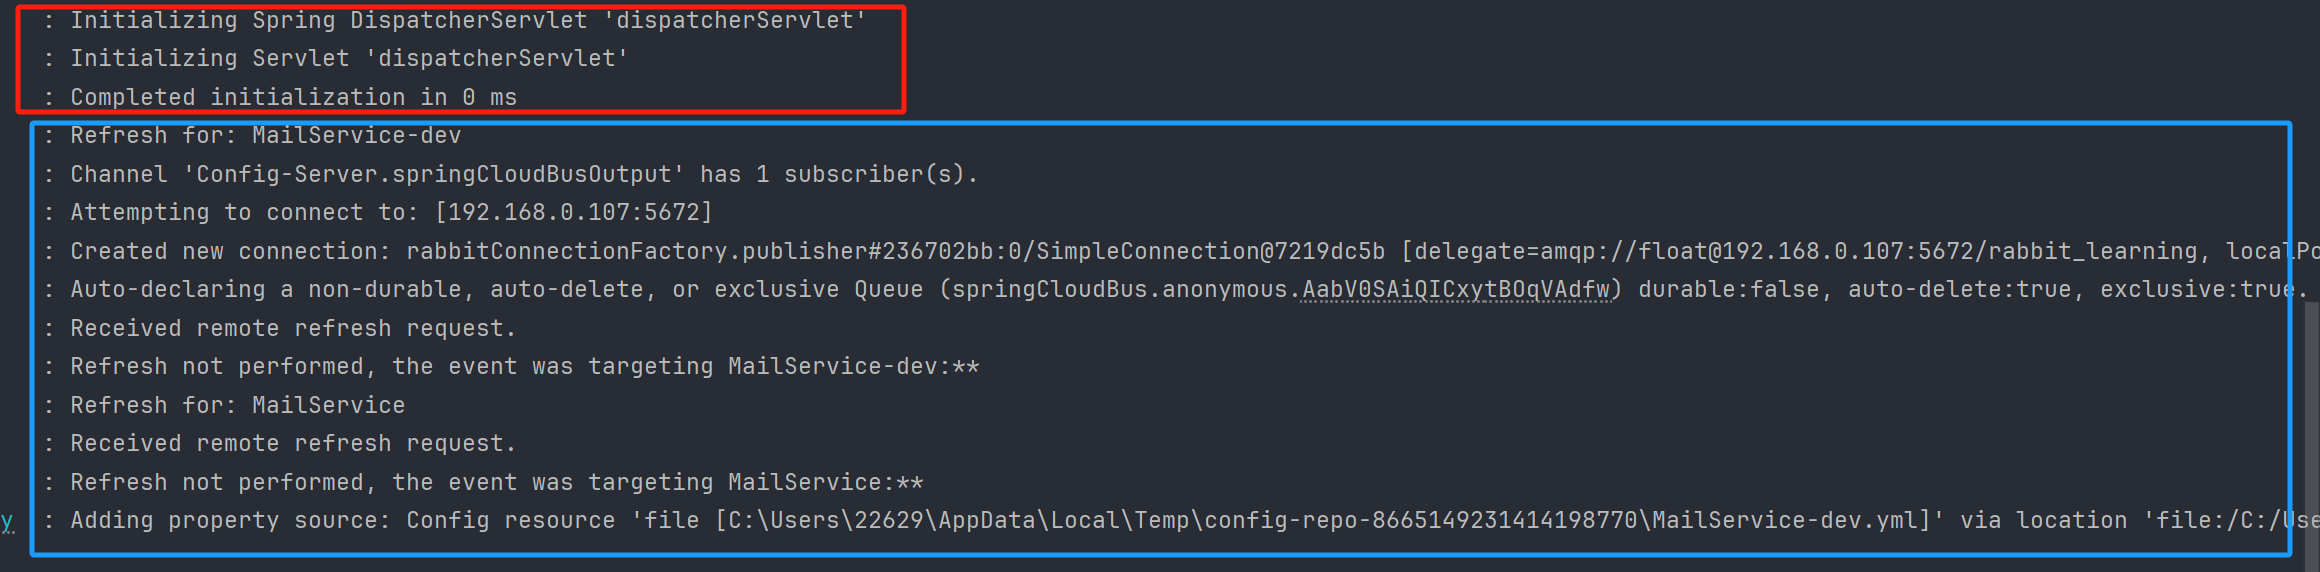 : Initializing Spring DispatcherServlet 'dispatcherServlet'
: Initializing Servlet 'dispatcherServlet'
: Completed initialization in 0 ms
: Refresh for: MailService-dev
: Channel 'Config-Server.springCloudBusOutput' has 1 subscriber(s).
: Attempting to connect to: [192.168.0.107:5672]
: Created new connection: rabbitConnectionFactory.publisher#236702bb:0/SimpleConnection@7219dc5b [delegate=amqp://float@192.168.0.107:5672/rabbit_learning, localPo
: Auto-declaring a non-durable, auto-delete, or exclusive Queue (springCloudBus.anonymous.AabV0SAiQICxytBOqVAdfw) durable:false, auto-delete:true, exclusive:true.
: Received remote refresh request.
: Refresh not performed, the event was targeting MailService-dev:**
: Refresh for: MailService
: Received remote refresh request.
: Refresh not performed, the event was targeting MailService:**
y : Adding property source: Config resource 'file [C:\Users\22629\AppData\Local\Temp\config-repo-8665149231414198770\MailService-dev.yml]' via location 'file:/C:/Use